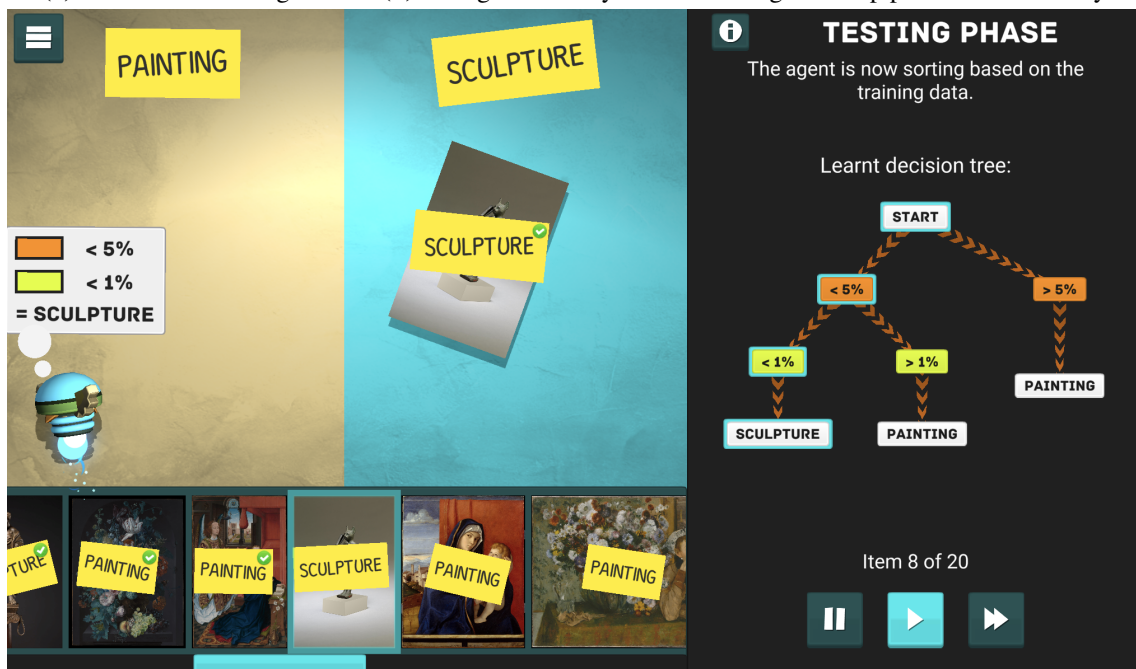 PAINTING
SCULPTURE
SCULPTURE
< 5%
< 1%
= SCULPTURE
TURE
PAINTING
PAINTING
SCULPTURE
PAINTING
PAINTING
TESTING PHASE
The agent is now sorting based on the
training data.
Learnt decision tree:
START
< 5%
> 5%
< 1%
> 1%
PAINTING
SCULPTURE
PAINTING
Item 8 of 20